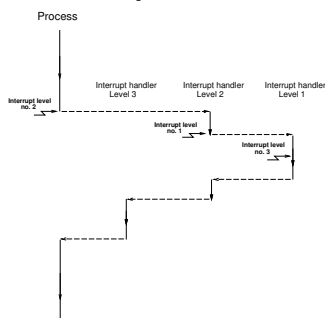 Process
Interrupt handler
Level 3
Interrupt handler
Level 2
Interrupt handler
Level 1
Interrupt level
no. 2
Interrupt level
no. 1
Interrupt level
no. 3